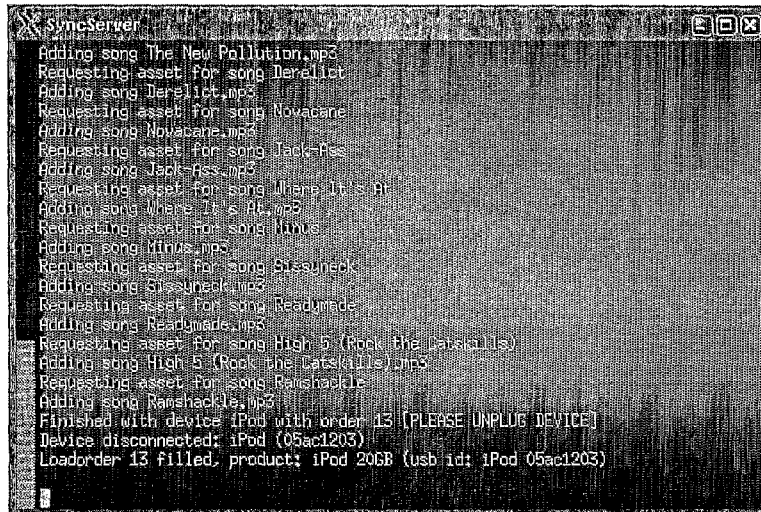 SyncServer
Adding song The New Pollution.mp3
Requesting asset for song Derelict
Adding song Derelict.mp3
Requesting asset for song Novacane
Adding song Novacane.mp3
Requesting asset for song Jack-Ass
Adding song Jack-Ass.mp3
Requesting asset for song Where It's At
Adding song Where It's At.mp3
Requesting asset for song Minus
Adding song Minus.mp3
Requesting asset for song Sissyneck
Adding song Sissyneck.mp3
Requesting asset for song Readymade
Adding song Readymade.mp3
Requesting asset for song High 5 (Rock the Catskills)
Adding song High 5 (Rock the Catskills).mp3
Requesting asset for song Ramshackle
Adding song Ramshackle.mp3
Finished with device iPod with order 13 [PLEASE UNPLUG DEVICE]
Device disconnected: iPod (05ac1203)
Loadorder 13 filled, product: iPod 20GB (usb id: iPod 05ac1203)